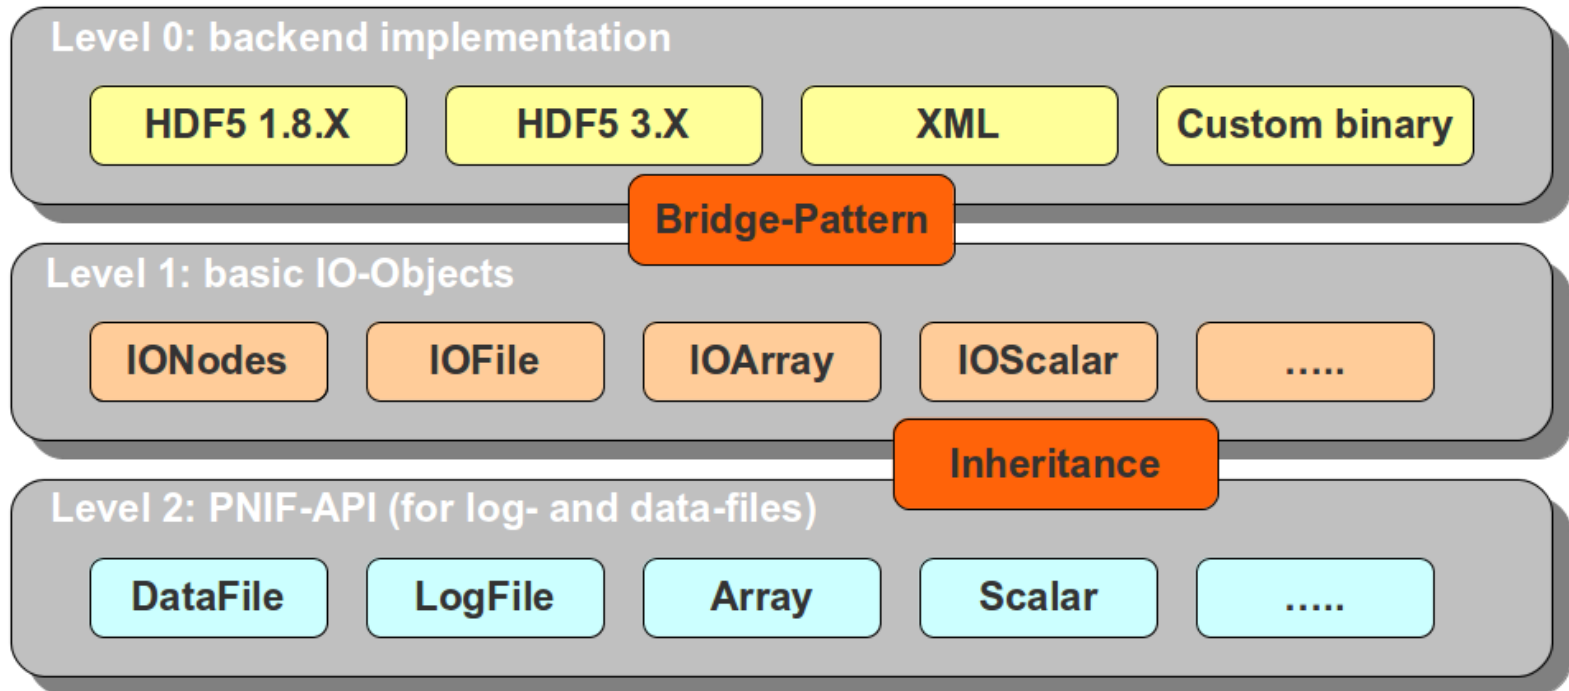 Level 0: backend implementation
HDF5 1.8.X
HDF5 3.X
XML
Custom binary
Bridge-Pattern
Level 1: basic IO-Objects
IONodes
IOFile
IOArray
IOScalar
.....
Inheritance
Level 2: PNIF-API (for log- and data-files)
DataFile
LogFile
Array
Scalar
.....